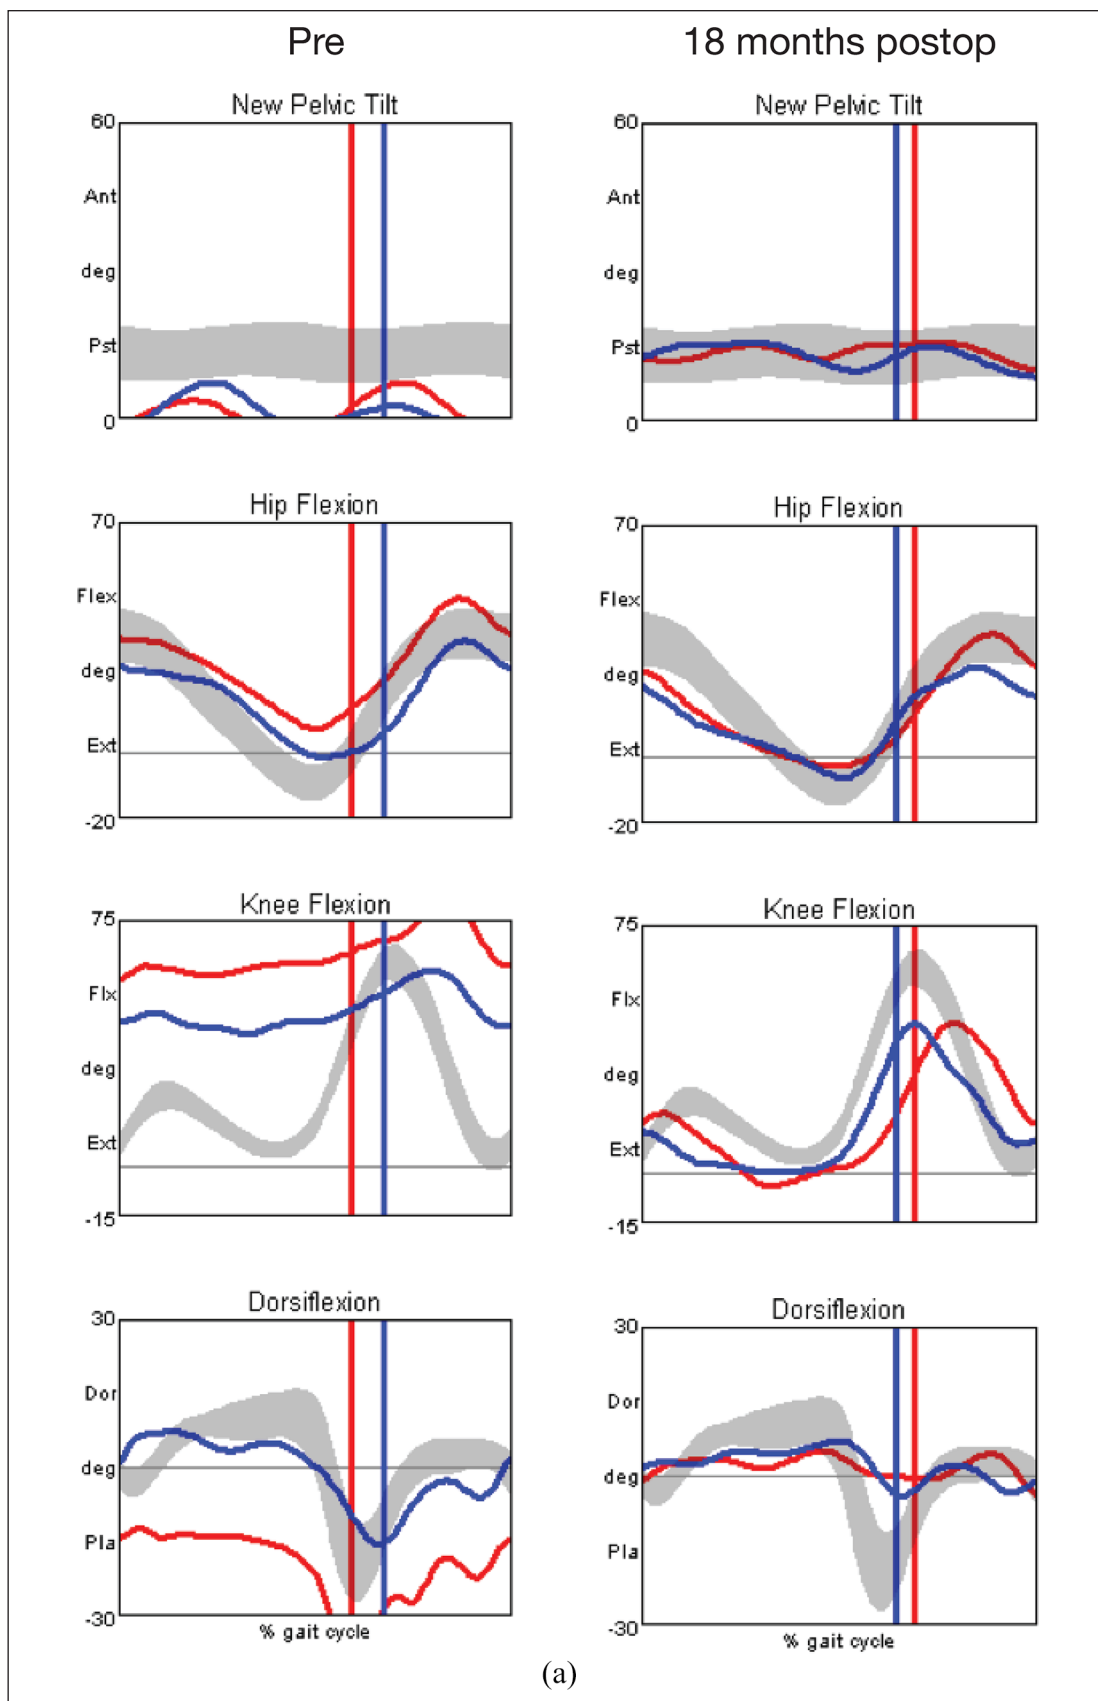 Pre
18 months postop
New Pelvic Tilt
60
Ant
deg
Pst
0
New Pelvic Tilt
60
Ant
deg
Pst
0
Hip Flexion
70
Flex
deg
Ext
-20
Hip Flexion
70
Flex
deg
Ext
-20
Knee Flexion
75
Flx
deg
Ext
-15
Knee Flexion
75
Flx
deg
Ext
-15
Dorsiflexion
30
Dor
deg
Pla
-30
% gait cycle
Dorsiflexion
30
Dor
deg
Pla
-30
% gait cycle
(a)